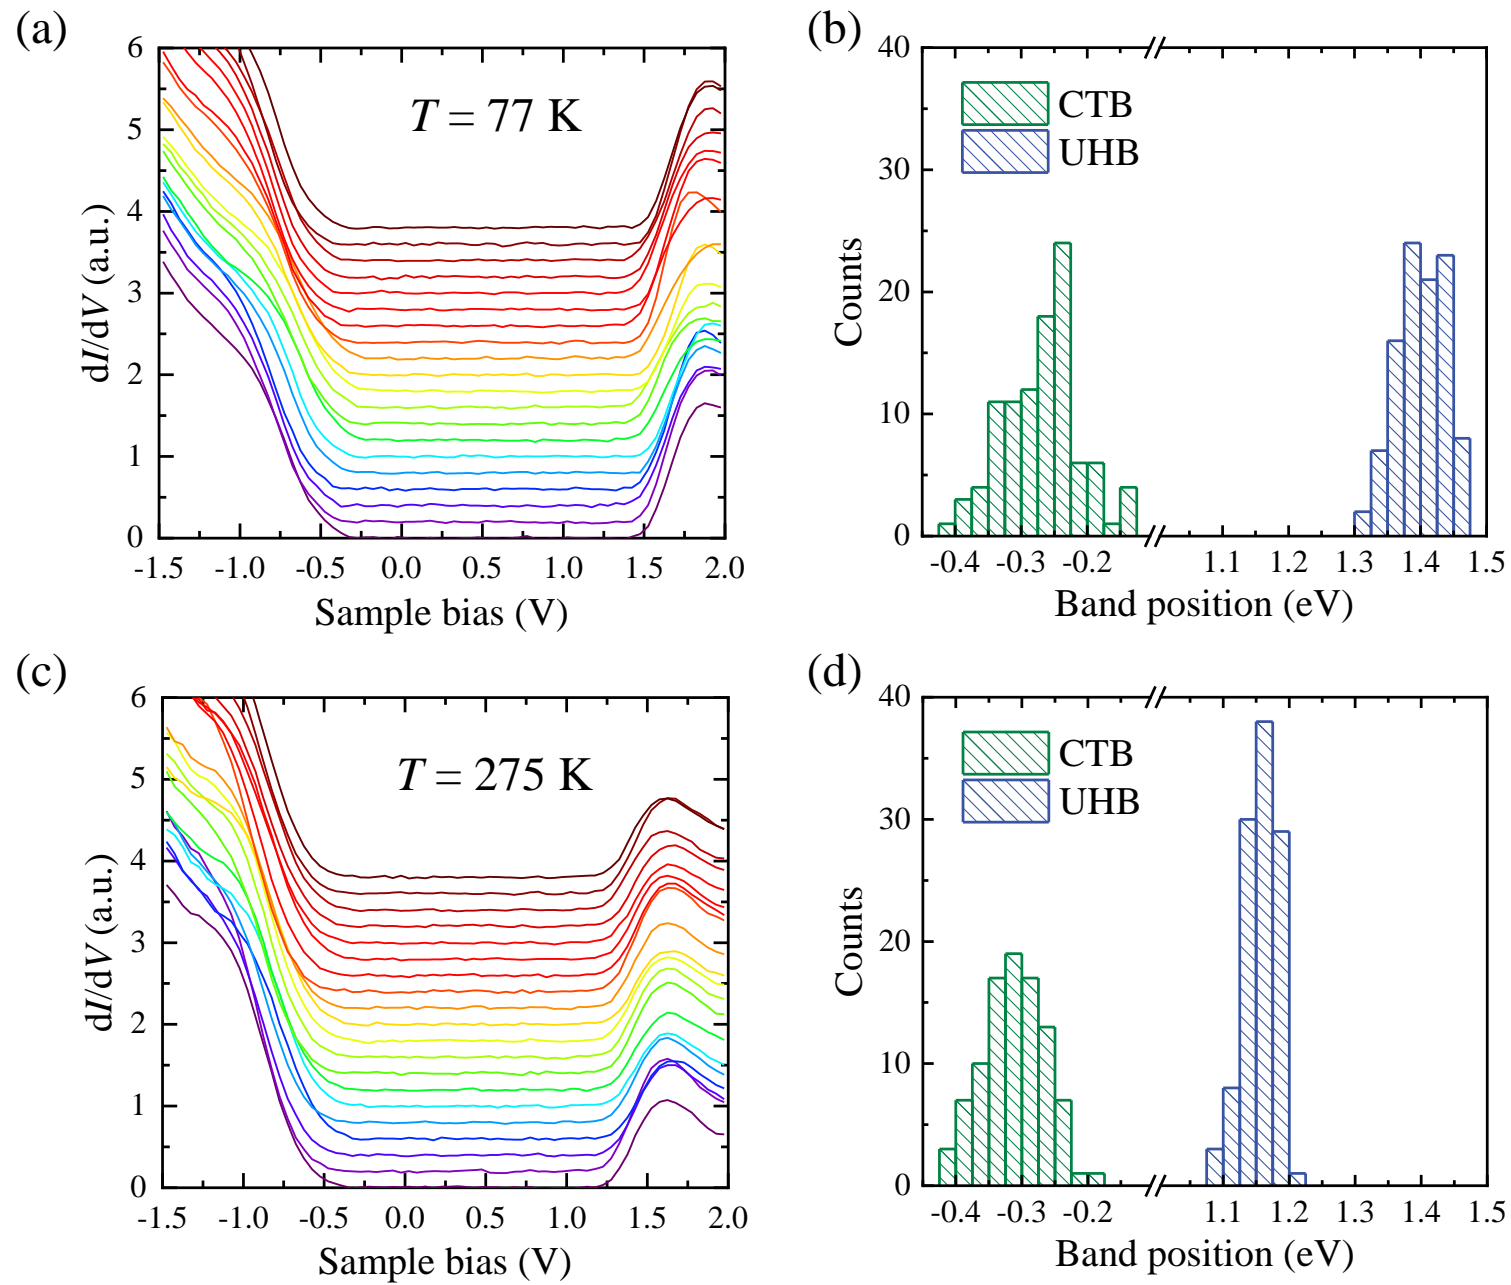 (a)
6
5
4
3
2
1
0
dI/dV (a.u.)
T = 77 K
-1.5 -1.0 -0.5 0.0 0.5 1.0 1.5 2.0
Sample bias (V)
(b)
40
30
20
10
0
Counts
CTB
UHB
-0.4 -0.3 -0.2 1.1 1.2 1.3 1.4 1.5
Band position (eV)
(c)
6
5
4
3
2
1
0
dI/dV (a.u.)
T = 275 K
-1.5 -1.0 -0.5 0.0 0.5 1.0 1.5 2.0
Sample bias (V)
(d)
40
30
20
10
0
Counts
CTB
UHB
-0.4 -0.3 -0.2 1.1 1.2 1.3 1.4 1.5
Band position (eV)